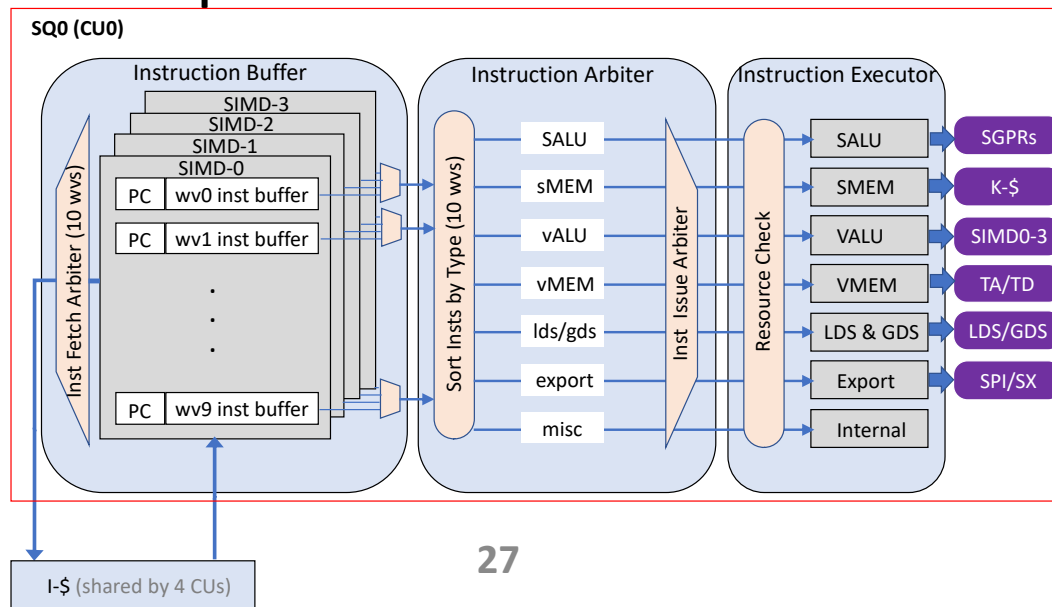 SQ0 (CU0)
Instruction Buffer
Instruction Arbiter
Instruction Executor
SIMD-3
SIMD-2
SIMD-1
SIMD-0
Inst Fetch Arbiter (10 wvs)
PC
wv0 inst buffer
PC
wv1 inst buffer
.
.
.
PC
wv9 inst buffer
Sort Insts by Type (10 wvs)
SALU
sMEM
vALU
vMEM
lds/gds
export
misc
Inst Issue Arbiter
Resource Check
SALU
SMEM
VALU
VMEM
LDS & GDS
Export
Internal
SGPRs
K-$
SIMD0-3
TA/TD
LDS/GDS
SPI/SX
I-$ (shared by 4 CUs)
27